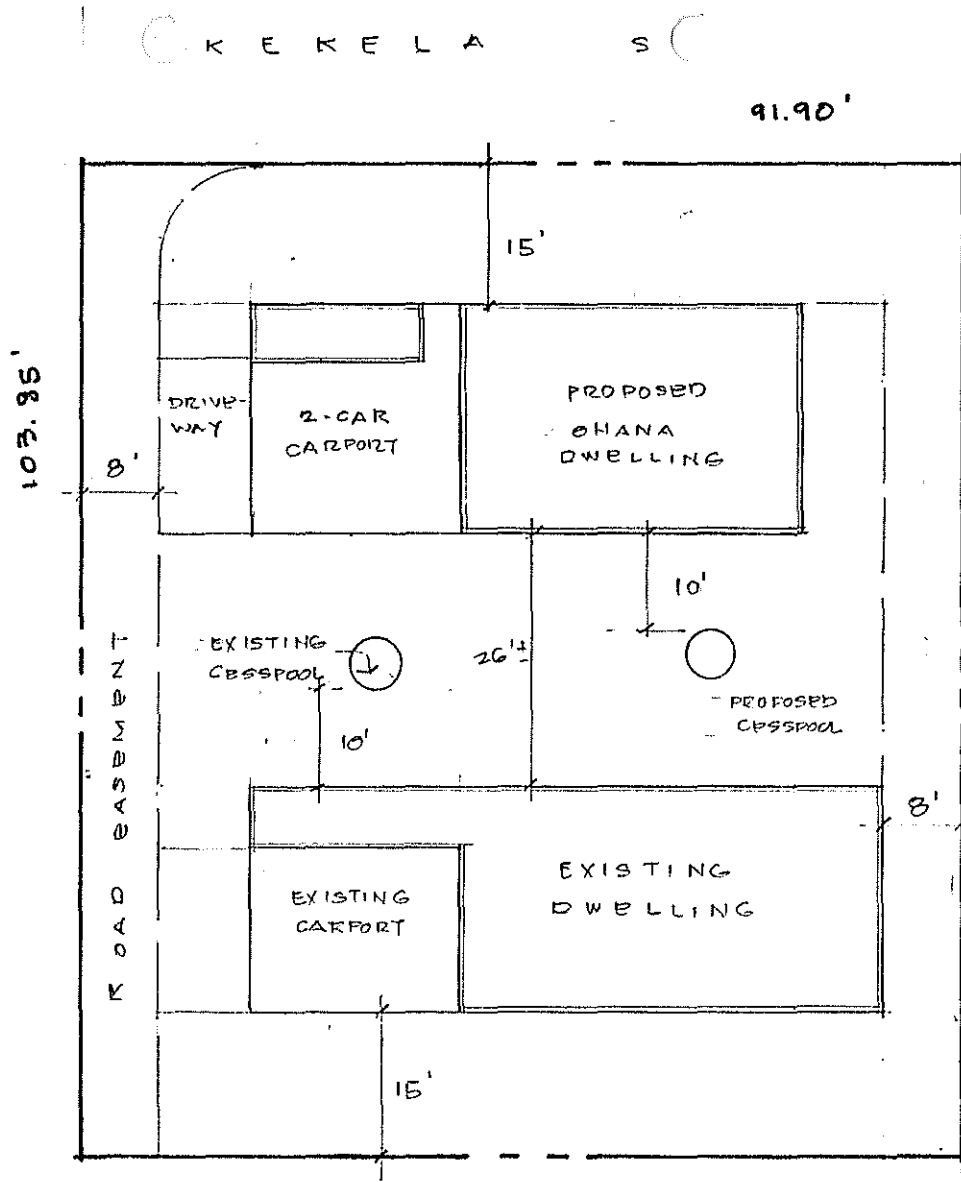 KEKELA S
91.90'
15'
103.85'
DRIVE-
WAY
2-CAR
CARPORT
PROPOSED
OHANA
DWELLING
8'
10'
EXISTING
CESSPOOL
26'±
PROPOSED
CESSPOOL
10'
ROAD EASEMENT
8'
EXISTING
CARPORT
EXISTING
DWELLING
15'